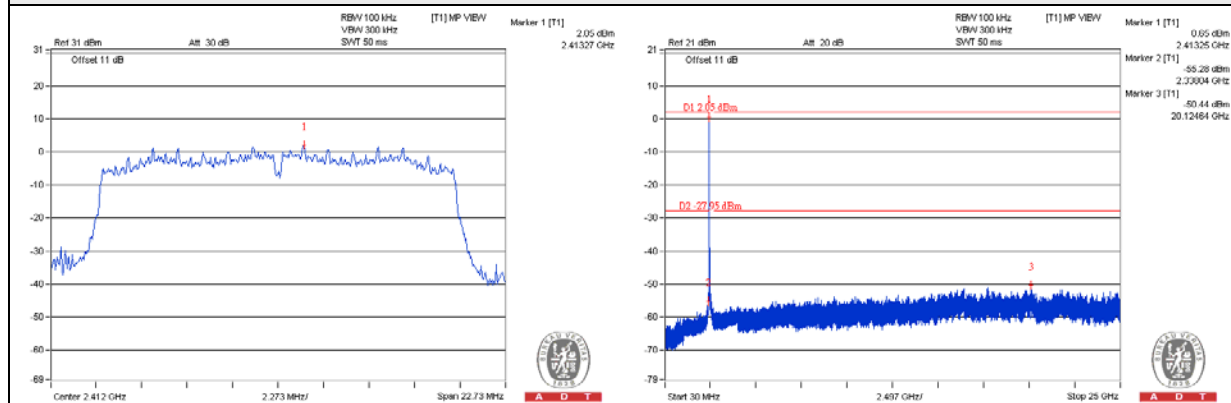 RBW 100 kHz [T1] MP VIEW
VBW 300 kHz
Ref 31 dBm Att 30 dB SWT 50 ms
Marker 1 [T1]
2.05 dBm
2.41327 GHz
31
Offset 11 dB
20
10
1
0
-10
-20
-30
-40
-50
-60
-69
Center 2.412 GHz 2.273 MHz/ Span 22.73 MHz
BUREAU VERITAS
1828
A D T
RBW 100 kHz [T1] MP VIEW
VBW 300 kHz
Ref 21 dBm Att 20 dB SWT 50 ms
Marker 1 [T1]
0.65 dBm
2.41325 GHz
Marker 2 [T1]
-55.28 dBm
2.33804 GHz
Marker 3 [T1]
-50.44 dBm
20.12464 GHz
21
Offset 11 dB
10
1
D1 2.05 dBm
0
-10
-20
D2 -27.95 dBm
-30
-40
3
2
-50
-60
-70
-79
Start 30 MHz 2.497 GHz/ Stop 25 GHz
BUREAU VERITAS
1828
A D T